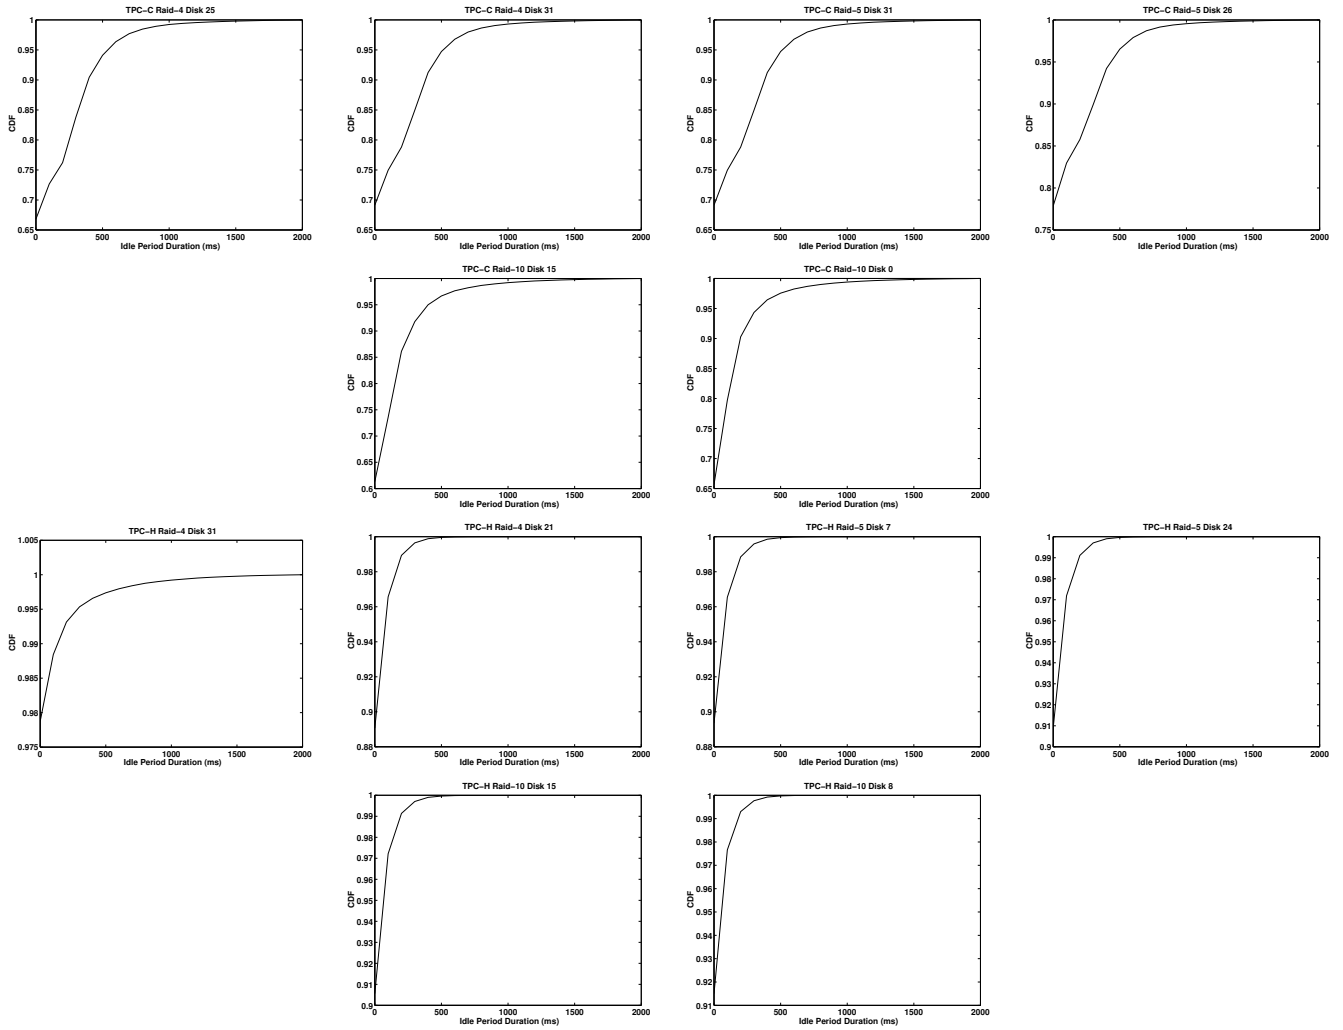 TPC−C Raid−4 Disk 25
1
0.95
0.9
0.85
0.8
0.75
0.7
0.65
CDF
0 500 1000 1500 2000
Idle Period Duration (ms)
TPC−C Raid−4 Disk 31
1
0.95
0.9
0.85
0.8
0.75
0.7
0.65
CDF
0 500 1000 1500 2000
Idle Period Duration (ms)
TPC−C Raid−5 Disk 31
1
0.95
0.9
0.85
0.8
0.75
0.7
0.65
CDF
0 500 1000 1500 2000
Idle Period Duration (ms)
TPC−C Raid−5 Disk 26
1
0.95
0.9
0.85
0.8
0.75
CDF
0 500 1000 1500 2000
Idle Period Duration (ms)
TPC−C Raid−10 Disk 15
1
0.95
0.9
0.85
0.8
0.75
0.7
0.65
0.6
CDF
0 500 1000 1500 2000
Idle Period Duration (ms)
TPC−C Raid−10 Disk 0
1
0.95
0.9
0.85
0.8
0.75
0.7
0.65
CDF
0 500 1000 1500 2000
Idle Period Duration (ms)
TPC−H Raid−4 Disk 31
1.005
1
0.995
0.99
0.985
0.98
0.975
CDF
0 500 1000 1500 2000
Idle Period Duration (ms)
TPC−H Raid−4 Disk 21
1
0.98
0.96
0.94
0.92
0.9
0.88
CDF
0 500 1000 1500 2000
Idle Period Duration (ms)
TPC−H Raid−5 Disk 7
1
0.98
0.96
0.94
0.92
0.9
0.88
CDF
0 500 1000 1500 2000
Idle Period Duration (ms)
TPC−H Raid−5 Disk 24
1
0.99
0.98
0.97
0.96
0.95
0.94
0.93
0.92
0.91
0.9
CDF
0 500 1000 1500 2000
Idle Period Duration (ms)
TPC−H Raid−10 Disk 15
1
0.99
0.98
0.97
0.96
0.95
0.94
0.93
0.92
0.91
0.9
CDF
0 500 1000 1500 2000
Idle Period Duration (ms)
TPC−H Raid−10 Disk 8
1
0.99
0.98
0.97
0.96
0.95
0.94
0.93
0.92
0.91
CDF
0 500 1000 1500 2000
Idle Period Duration (ms)